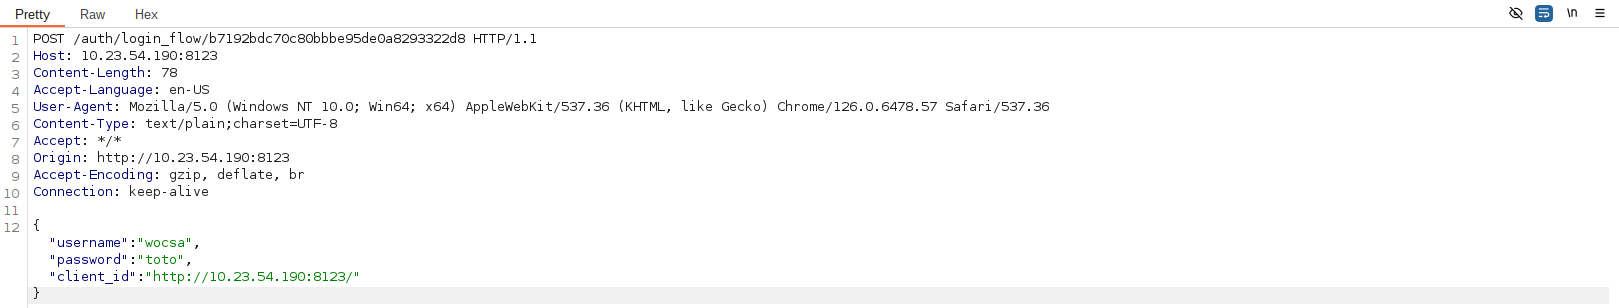 Pretty Raw Hex \n
1 POST /auth/login_flow/b7192bdc70c80bbbe95de0a8293322d8 HTTP/1.1
2 Host: 10.23.54.190:8123
3 Content-Length: 78
4 Accept-Language: en-US
5 User-Agent: Mozilla/5.0 (Windows NT 10.0; Win64; x64) AppleWebKit/537.36 (KHTML, like Gecko) Chrome/126.0.6478.57 Safari/537.36
6 Content-Type: text/plain;charset=UTF-8
7 Accept: */*
8 Origin: http://10.23.54.190:8123
9 Accept-Encoding: gzip, deflate, br
10 Connection: keep-alive
11
12 {
"username":"wocsa",
"password":"toto",
"client_id":"http://10.23.54.190:8123/"
}